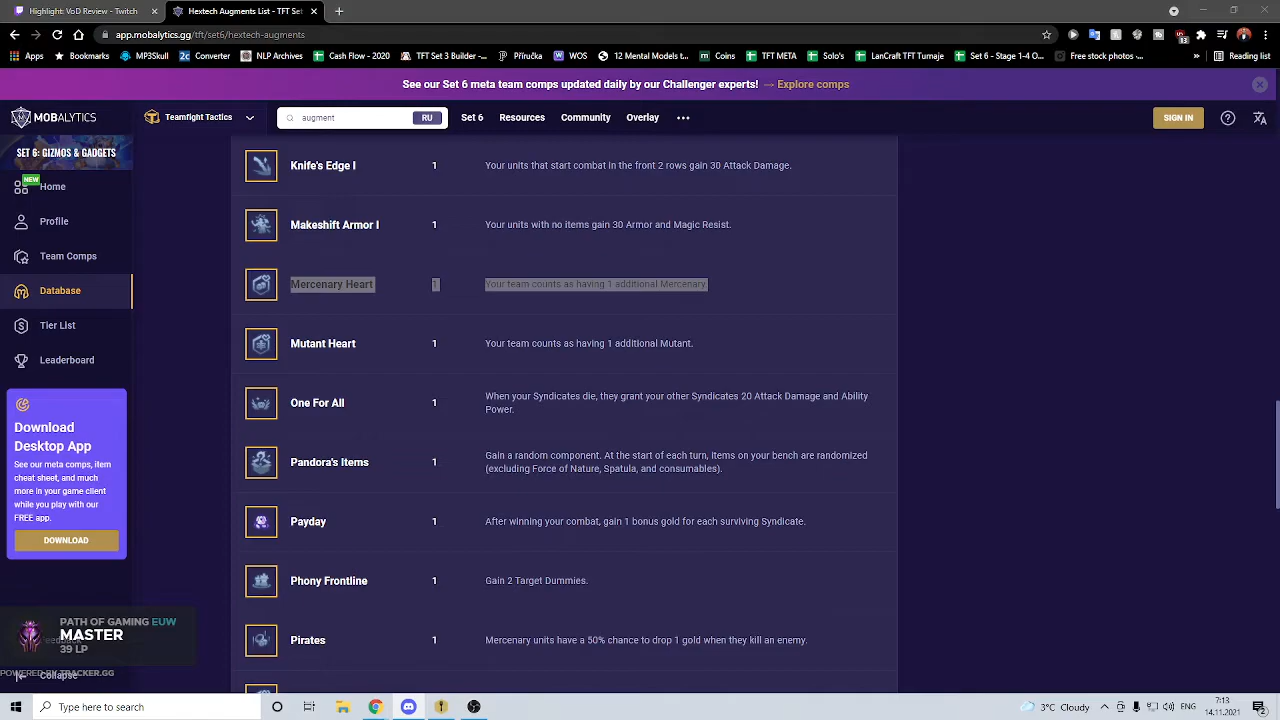 Highlight: VoD Review - Twitch
Hextech Augments List - TFT Set
app.mobalytics.gg/tft/set6/hextech-augments
Apps
Bookmarks
MP3Skull
2c Converter
NLP Archives
Cash Flow - 2020
TFT Set 3 Builder -...
Příručka
WOS
12 Mental Models t...
Coins
TFT META
Solo's
LanCraft TFT Turnaje
Set 6 - Stage 1-4 O...
Free stock photos...
»
Reading list
See our Set 6 meta team comps updated daily by our Challenger experts! → Explore comps
MOBALYTICS
Teamfight Tactics
augment
RU
Set 6
Resources
Community
Overlay
•••
SIGN IN
SET 6: GIZMOS & GADGETS
NEW
Home
Profile
Team Comps
Database
Tier List
Leaderboard
Download
Desktop App
See our meta comps, item
cheat sheet, and much
more in your game client
while you play with our
FREE app.
DOWNLOAD
PATH OF GAMING EUW
MASTER
39 LP
POWERED BY TRACKER.GG
Collapse
Knife's Edge I 1 Your units that start combat in the front 2 rows gain 30 Attack Damage.
Makeshift Armor I 1 Your units with no items gain 30 Armor and Magic Resist.
Mercenary Heart 1 Your team counts as having 1 additional Mercenary.
Mutant Heart 1 Your team counts as having 1 additional Mutant.
One For All 1 When your Syndicates die, they grant your other Syndicates 20 Attack Damage and Ability
Power.
Pandora's Items 1 Gain a random component. At the start of each turn, items on your bench are randomized
(excluding Force of Nature, Spatula, and consumables).
Payday 1 After winning your combat, gain 1 bonus gold for each surviving Syndicate.
Phony Frontline 1 Gain 2 Target Dummies.
Pirates 1 Mercenary units have a 50% chance to drop 1 gold when they kill an enemy.
Type here to search
3°C Cloudy
ENG
7:13
14.11.2021